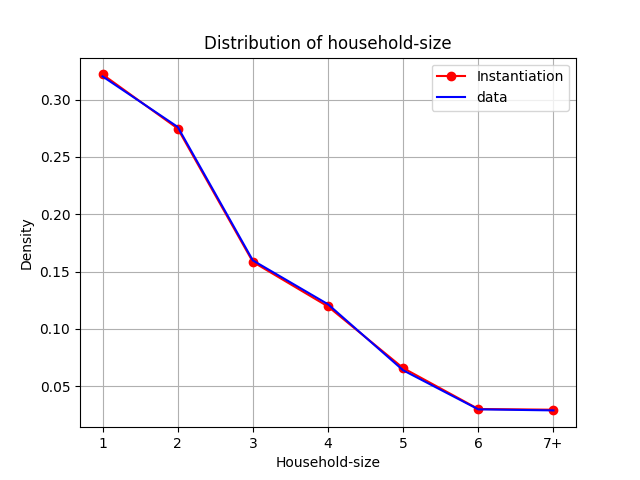 Distribution of household-size
Instantiation
data
0.30
0.25
0.20
0.15
0.10
0.05
Density
1 2 3 4 5 6 7+
Household-size